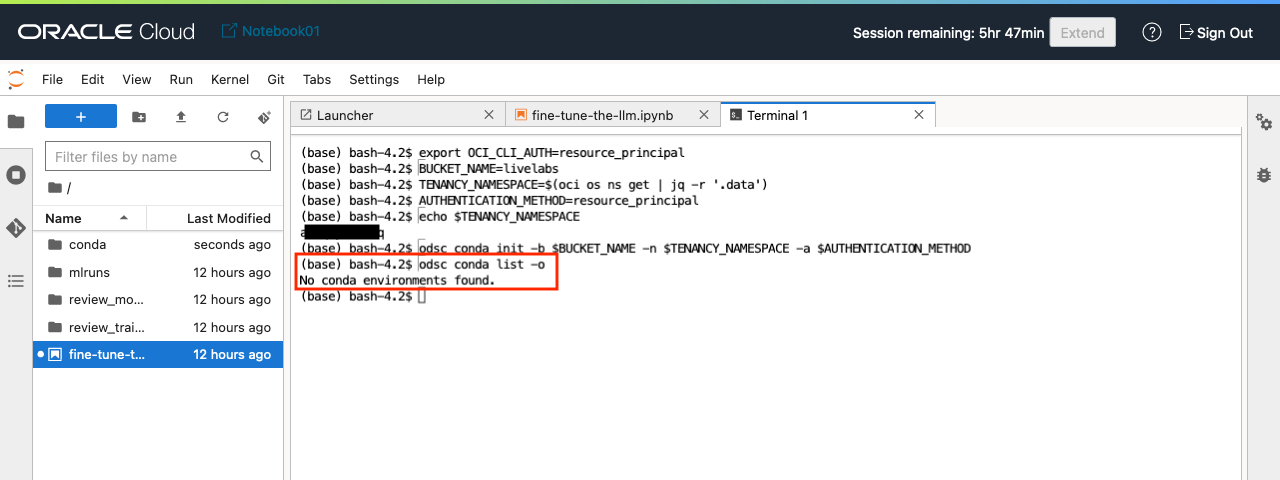 ORACLE Cloud
Notebook01
Session remaining: 5hr 47min
Extend
Sign Out
File Edit View Run Kernel Git Tabs Settings Help
Launcher
fine-tune-the-llm.ipynb
Terminal 1
Filter files by name
/
Name Last Modified
conda seconds ago
mlruns 12 hours ago
review_mo... 12 hours ago
review_trai... 12 hours ago
fine-tune-t... 12 hours ago
(base) bash-4.2$ export OCI_CLI_AUTH=resource_principal
(base) bash-4.2$ BUCKET_NAME=livelabs
(base) bash-4.2$ TENANCY_NAMESPACE=$(oci os ns get | jq -r '.data')
(base) bash-4.2$ AUTHENTICATION_METHOD=resource_principal
(base) bash-4.2$ echo $TENANCY_NAMESPACE
(base) bash-4.2$ odsc conda init -b $BUCKET_NAME -n $TENANCY_NAMESPACE -a $AUTHENTICATION_METHOD
(base) bash-4.2$ odsc conda list -o
No conda environments found.
(base) bash-4.2$